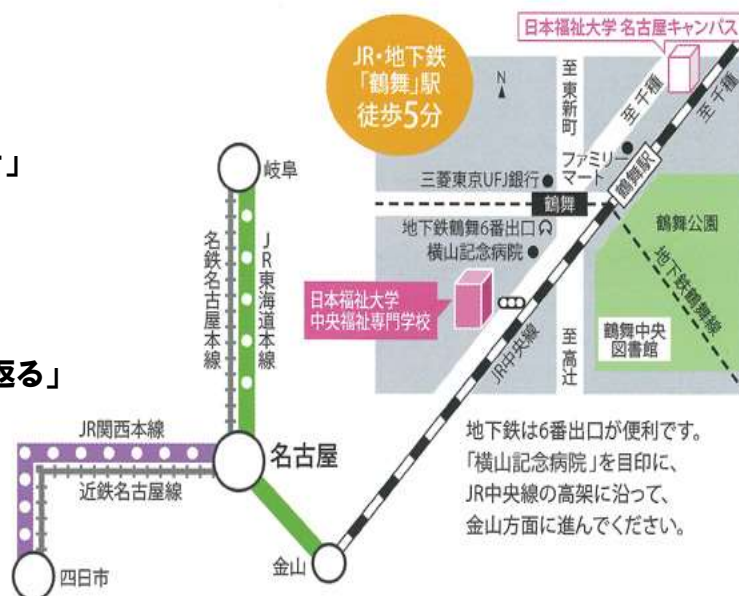 日本福祉大学 名古屋キャンパス
JR・地下鉄
「鶴舞」駅
徒歩5分
N
至 東新町
至 千種
至 千種
」
岐阜
ファミリー
マート
鶴舞駅
三菱東京UFJ銀行
鶴舞
地下鉄鶴舞6番出口
横山記念病院
鶴舞公園
地下鉄鶴舞線
名鉄名古屋本線
JR東海道本線
日本福祉大学
中央福祉専門学校
JR中央線
至 高辻
鶴舞中央
図書館
返る」
JR関西本線
名古屋
近鉄名古屋線
地下鉄は6番出口が便利です。
「横山記念病院」を目印に、
JR中央線の高架に沿って、
金山方面に進んでください。
四日市
金山